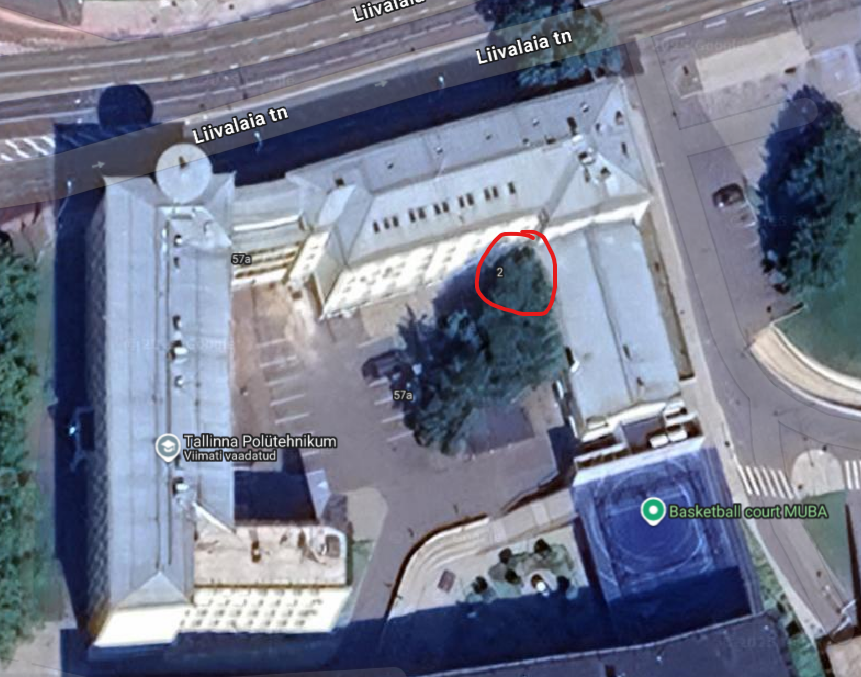 Liivalaia
Liivalaia tn
Liivalaia tn
57a
2
57a
Tallinna Polütehnikum
Viimati vaadatud
Basketball court MUBA